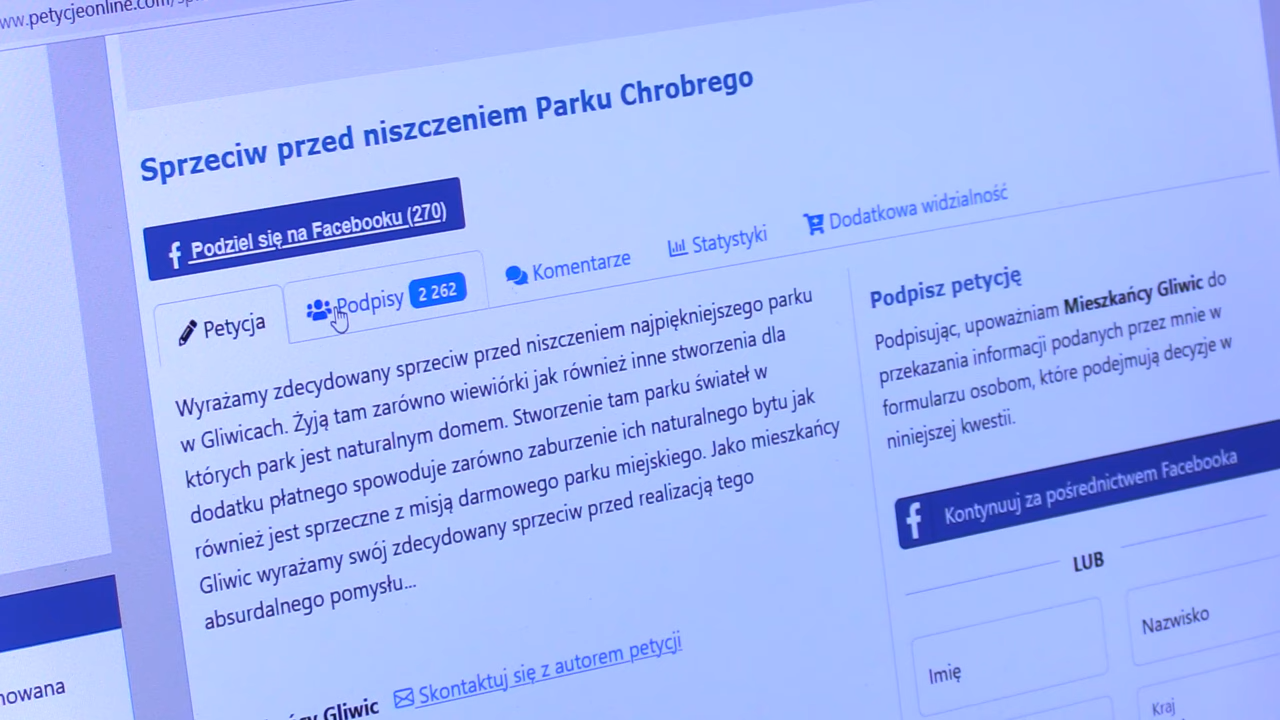 www.petycjeonline.com/sp
Sprzeciw przed niszczeniem Parku Chrobrego
Podziel się na Facebooku (270)
Petycja
Podpisy 2 262
Komentarze
Statystyki
Dodatkowa widzialność
Wyrażamy zdecydowany sprzeciw przed niszczeniem najpiękniejszego parku
w Gliwicach. Żyją tam zarówno wiewiórki jak również inne stworzenia dla
których park jest naturalnym domem. Stworzenie tam parku świateł w
dodatku płatnego spowoduje zarówno zaburzenie ich naturalnego bytu jak
również jest sprzeczne z misją darmowego parku miejskiego. Jako mieszkańcy
Gliwic wyrażamy swój zdecydowany sprzeciw przed realizacją tego
absurdalnego pomysłu...
Gliwic
Skontaktuj się z autorem petycji
Podpisz petycję
Podpisując, upoważniam Mieszkańcy Gliwic do
przekazania informacji podanych przez mnie w
formularzu osobom, które podejmują decyzje w
niniejszej kwestii.
Kontynuuj za pośrednictwem Facebooka
LUB
Imię
Nazwisko
Kraj